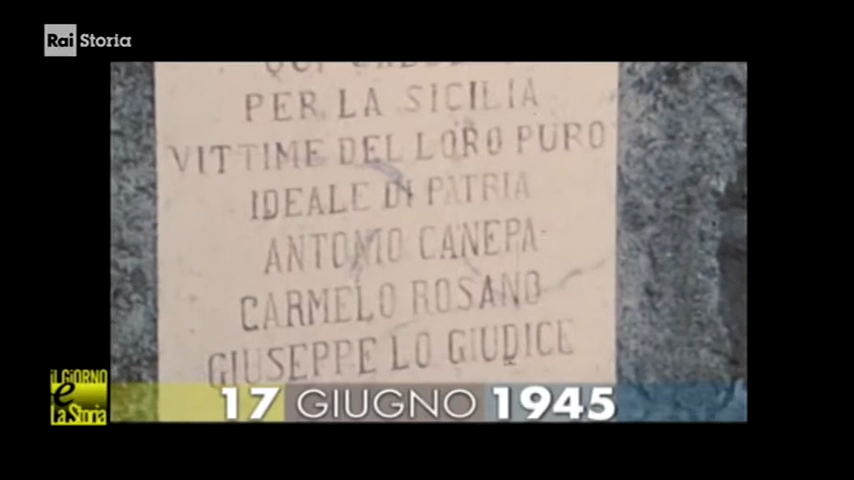 Rai Storia
PER LA SICILIA
VITTIME DEL LORO PURO
IDEALE DI PATRIA
ANTONIO CANEPA
CARMELO ROSANO
GIUSEPPE LO GIUDICE
iL GiORNO
è
La Storia
17 GIUGNO 1945